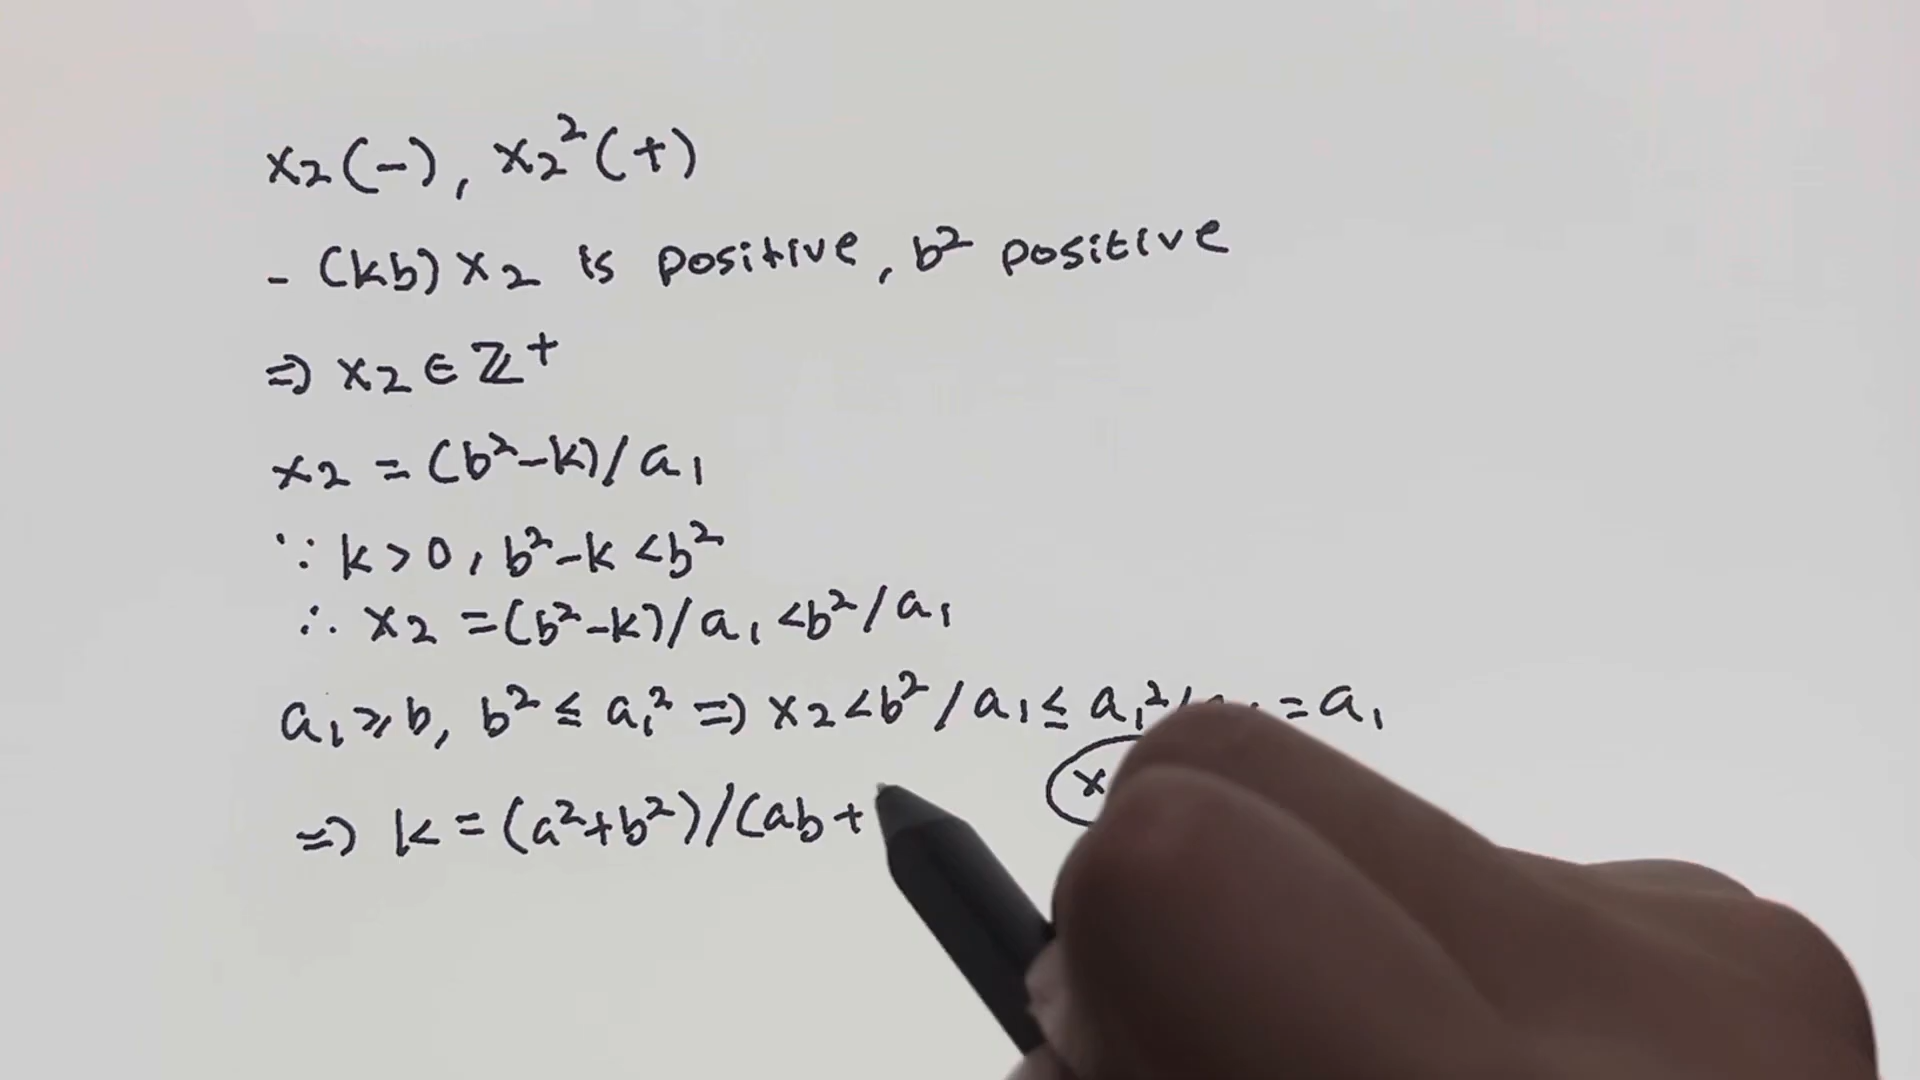 x₂(-), x₂²(+)
-(kb)x₂ is positive, b² positive
⇒ x₂ ∈ ℤ⁺
x₂ = (b²-k)/a₁
∵ k>0, b²-k<b²
∴ x₂ =(b²-k)/a₁<b²/a₁
a₁≥b, b²≤a₁² ⇒ x₂<b²/a₁≤a₁²/ =a₁
x
⇒ k=(a²+b²)/(ab+